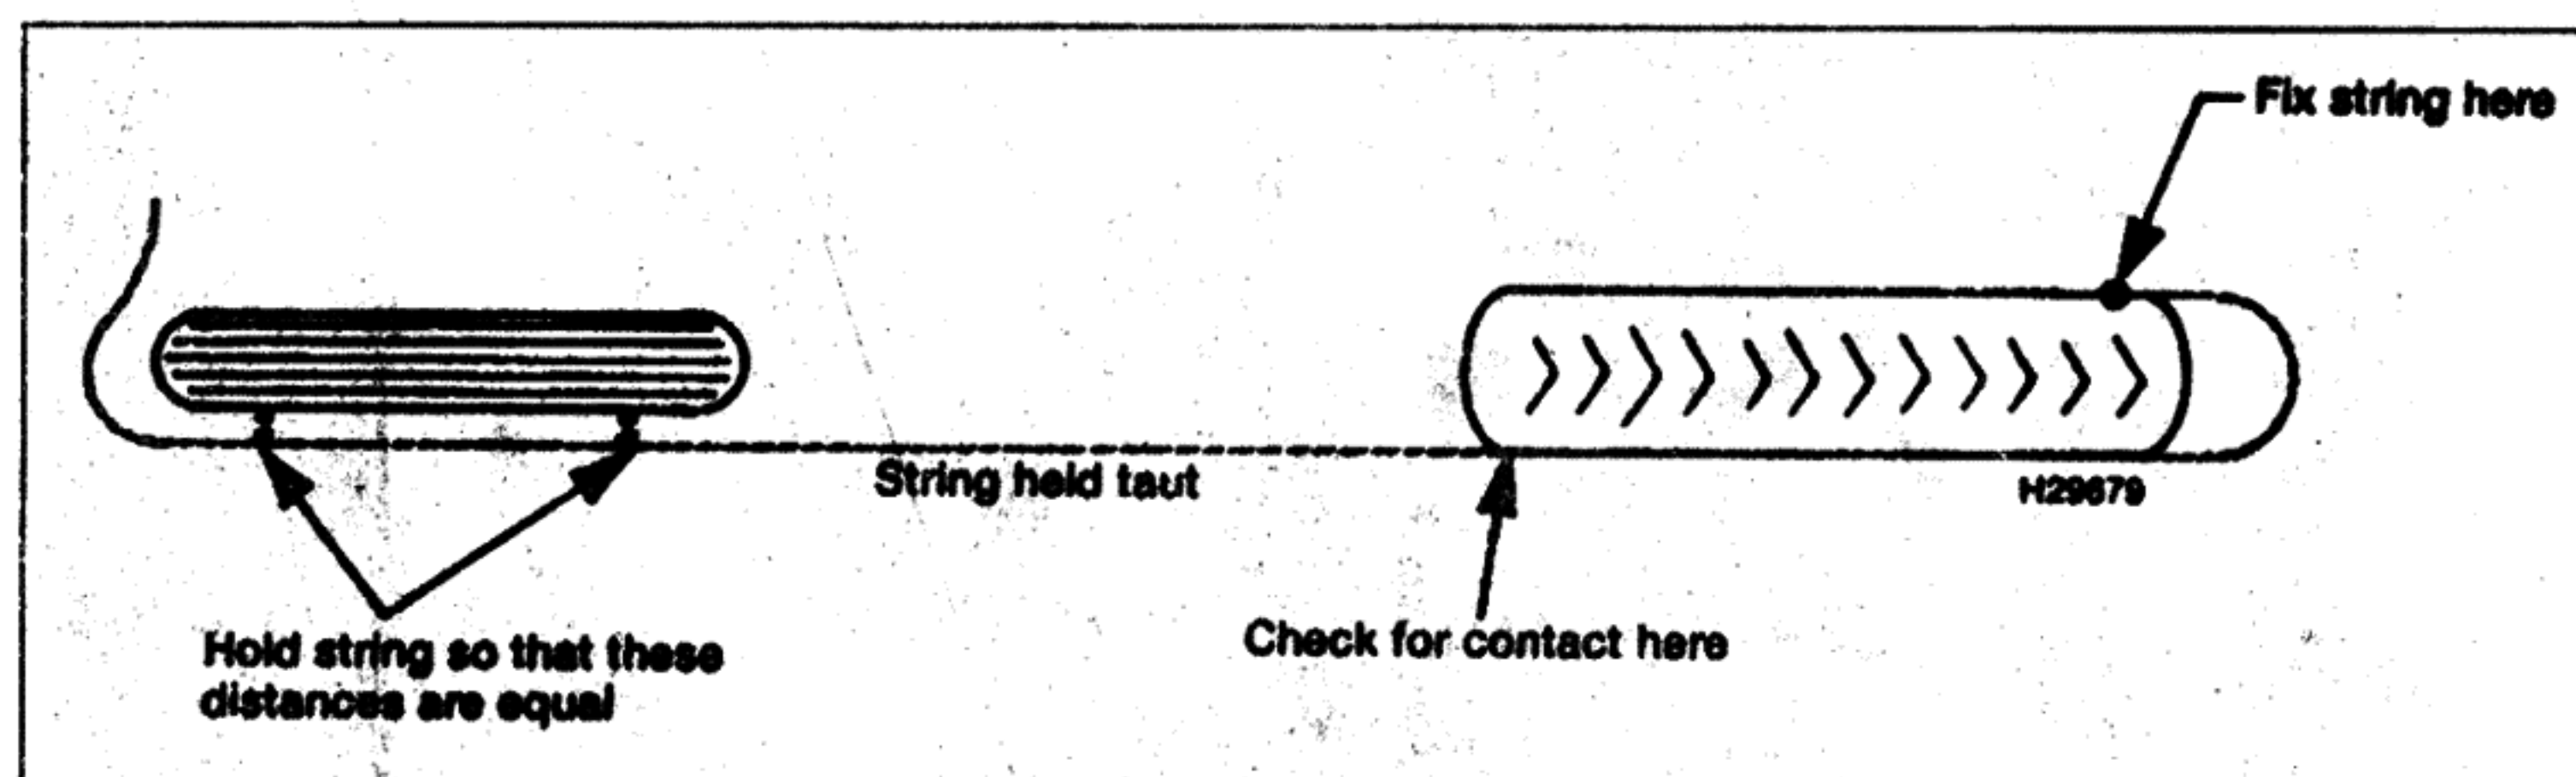 Fix string here
String held taut
H29679
Check for contact here
Hold string so that these
distances are equal